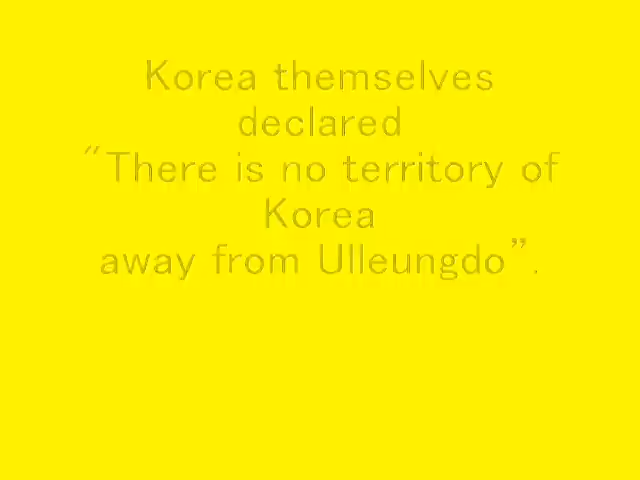 Korea themselves
declared
"There is no territory of
Korea
away from Ulleungdo”.